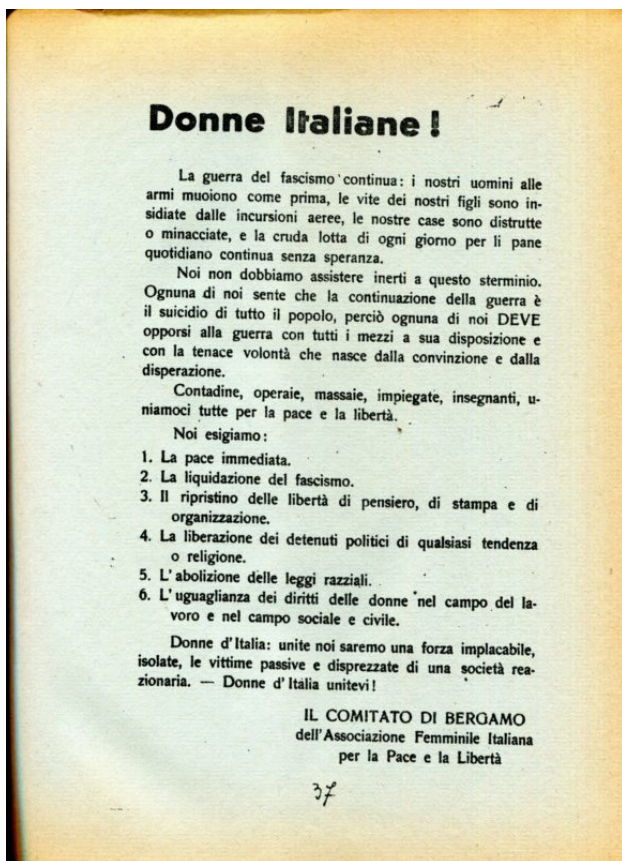 Donne Italiane !
La guerra del fascismo continua : i nostri uomini alle
armi muoiono come prima, le vite dei nostri figli sono in-
sidiate dalle incursioni aeree, le nostre case sono distrutte
o minacciate, e la cruda lotta di ogni giorno per li pane
quotidiano continua senza speranza.
Noi non dobbiamo assistere inerti a questo sterminio.
Ognuna di noi sente che la continuazione della guerra è
il suicidio di tutto il popolo, perciò ognuna di noi DEVE
opporsi alla guerra con tutti i mezzi a sua disposizione e
con la tenace volontà che nasce dalla convinzione e dalla
disperazione.
Contadine, operaie, massaie, impiegate, insegnanti, u-
niamoci tutte per la pace e la libertà.
Noi esigiamo :
1. La pace immediata.
2. La liquidazione del fascismo.
3. Il ripristino delle libertà di pensiero, di stampa e di
organizzazione.
4. La liberazione dei detenuti politici di qualsiasi tendenza
o religione.
5. L' abolizione delle leggi razziali.
6. L' uguaglianza dei diritti delle donne nel campo del la-
voro e nel campo sociale e civile.
Donne d' Italia: unite noi saremo una forza implacabile,
isolate, le vittime passive e disprezzate di una società rea-
zionaria. — Donne d' Italia unitevi !
IL COMITATO DI BERGAMO
dell'Associazione Femminile Italiana
per la Pace e la Libertà
37